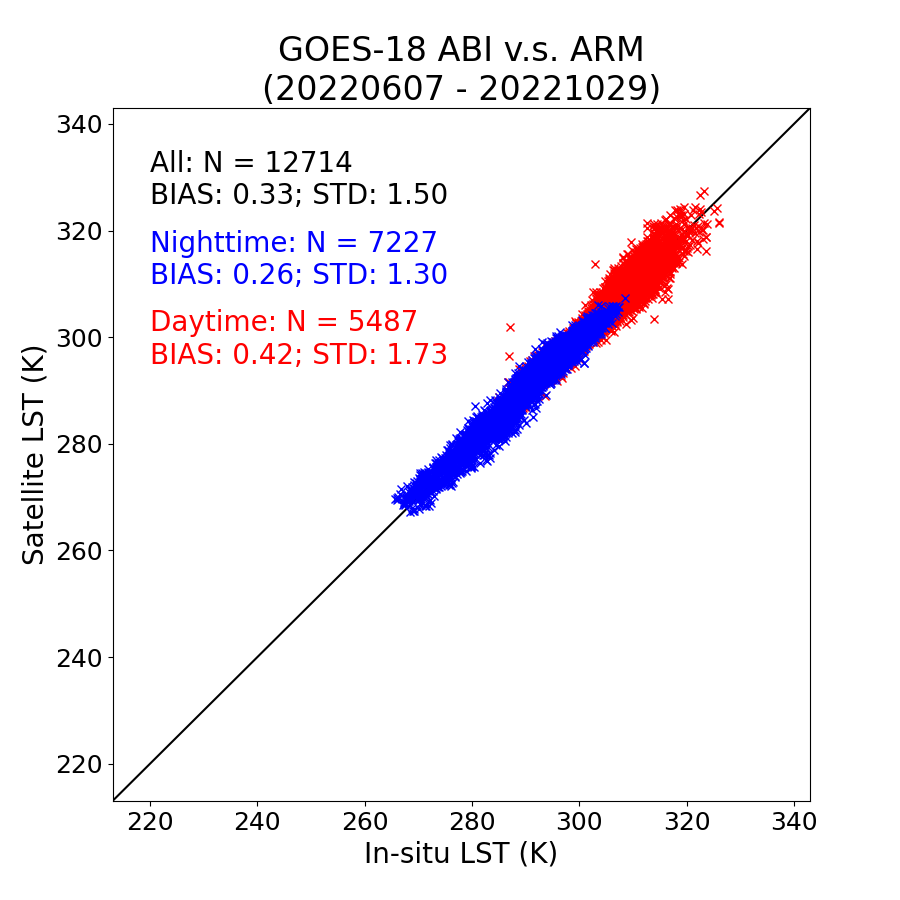 GOES-18 ABI v.s. ARM
(20220607 - 20221029)
340
320
300
280
260
240
220
All: N = 12714
BIAS: 0.33; STD: 1.50
Nighttime: N = 7227
BIAS: 0.26; STD: 1.30
Daytime: N = 5487
BIAS: 0.42; STD: 1.73
Satellite LST (K)
220 240 260 280 300 320 340
In-situ LST (K)